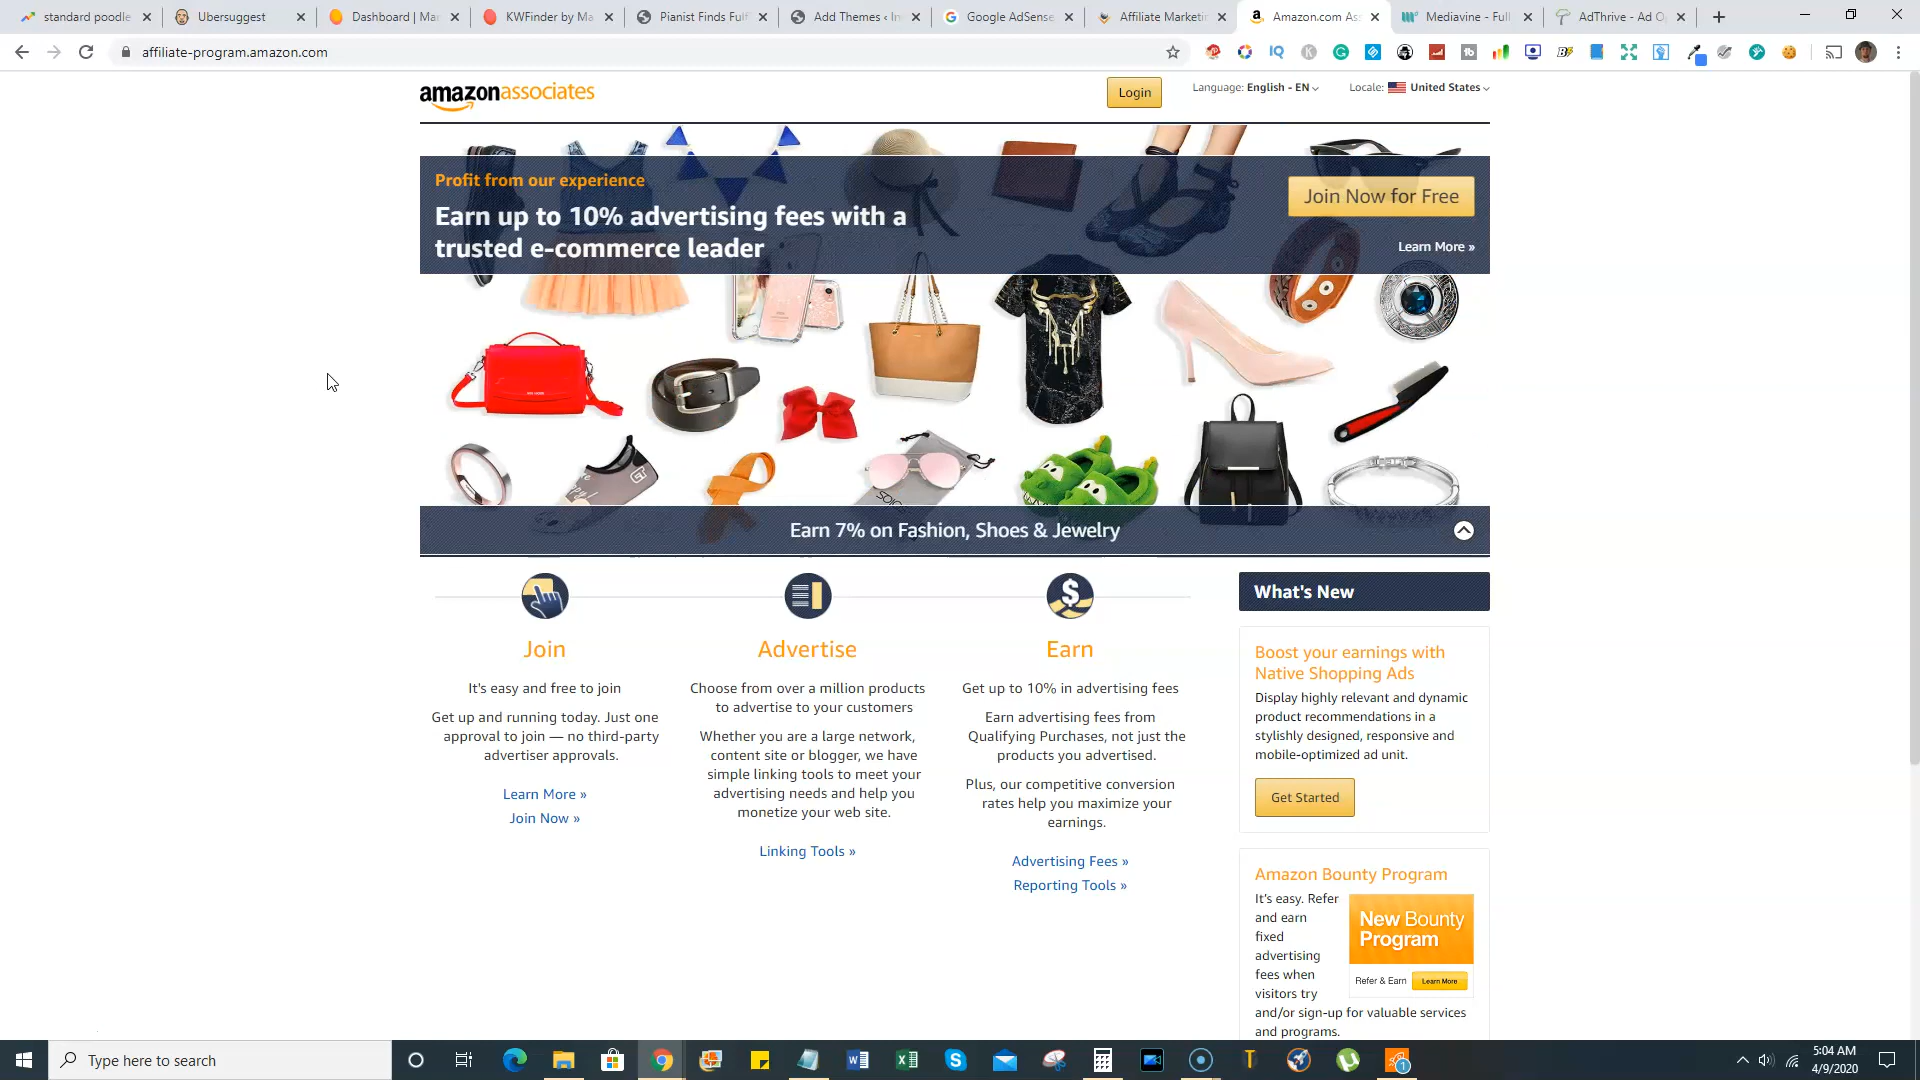 standard poodle
Ubersuggest
Dashboard | Ma
KWFinder by Ma
Pianist Finds Fulf
Add Themes ‹ In
Google AdSense
Affiliate Marketin
Amazon.com Ass
Mediavine - Full
AdThrive - Ad O
affiliate-program.amazon.com
amazonassociates
Login
Language: English - EN
Locale: United States
Profit from our experience
Earn up to 10% advertising fees with a
trusted e-commerce leader
Join Now for Free
Learn More »
Earn 7% on Fashion, Shoes & Jewelry
Join
It's easy and free to join
Get up and running today. Just one
approval to join — no third-party
advertiser approvals.
Learn More »
Join Now »
Advertise
Choose from over a million products
to advertise to your customers
Whether you are a large network,
content site or blogger, we have
simple linking tools to meet your
advertising needs and help you
monetize your web site.
Linking Tools »
Earn
Get up to 10% in advertising fees
Earn advertising fees from
Qualifying Purchases, not just the
products you advertised.
Plus, our competitive conversion
rates help you maximize your
earnings.
Advertising Fees »
Reporting Tools »
What's New
Boost your earnings with
Native Shopping Ads
Display highly relevant and dynamic
product recommendations in a
stylishly designed, responsive and
mobile-optimized ad unit.
Get Started
Amazon Bounty Program
It's easy. Refer
and earn
fixed
advertising
fees when
visitors try
and/or sign-up for valuable services
and programs.
New Bounty
Program
Refer & Earn
Learn More
Type here to search
5:04 AM
4/9/2020